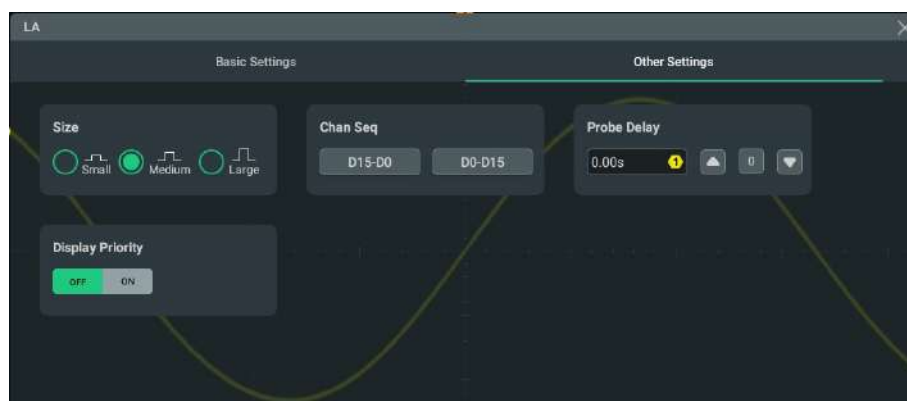 LA
Basic Settings
Other Settings
Size
Small
Medium
Large
Chan Seq
D15-D0
D0-D15
Probe Delay
0.00s
1
0
Display Priority
OFF
ON